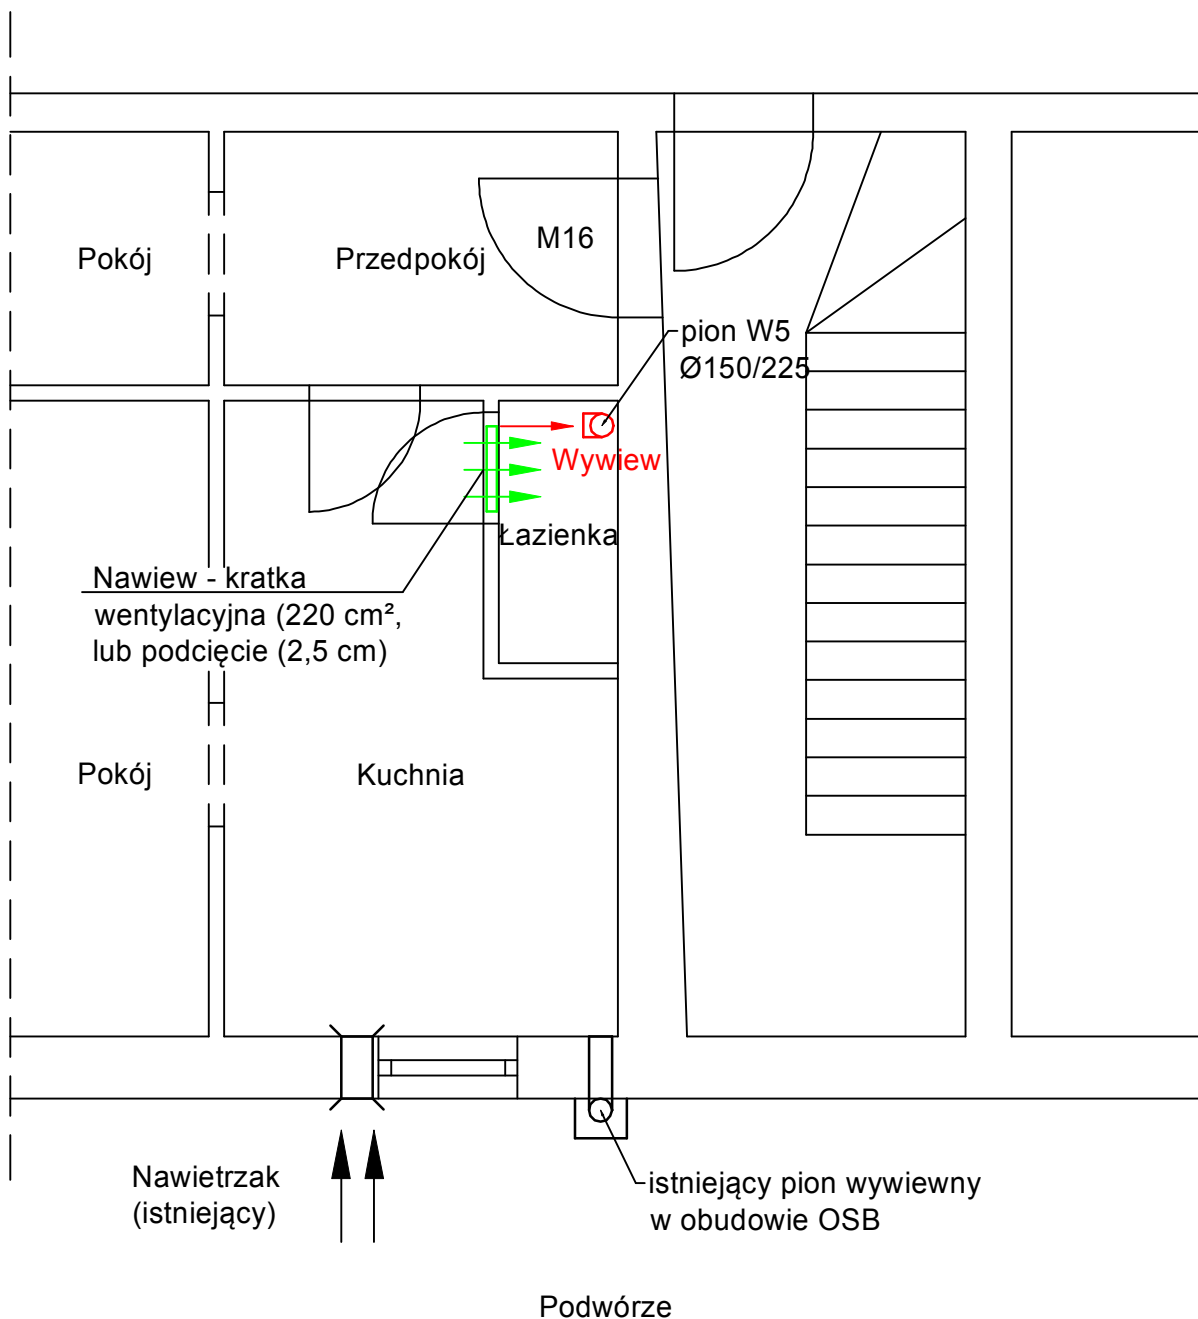 M16
Pokój
Przedpokój
pion W5
Ø150/225
Wywiew
Łazienka
Nawiew - kratka
wentylacyjna (220 cm²,
lub podcięcie (2,5 cm)
Pokój
Kuchnia
Nawietrzak
(istniejący)
istniejący pion wywiewny
w obudowie OSB
Podwórze